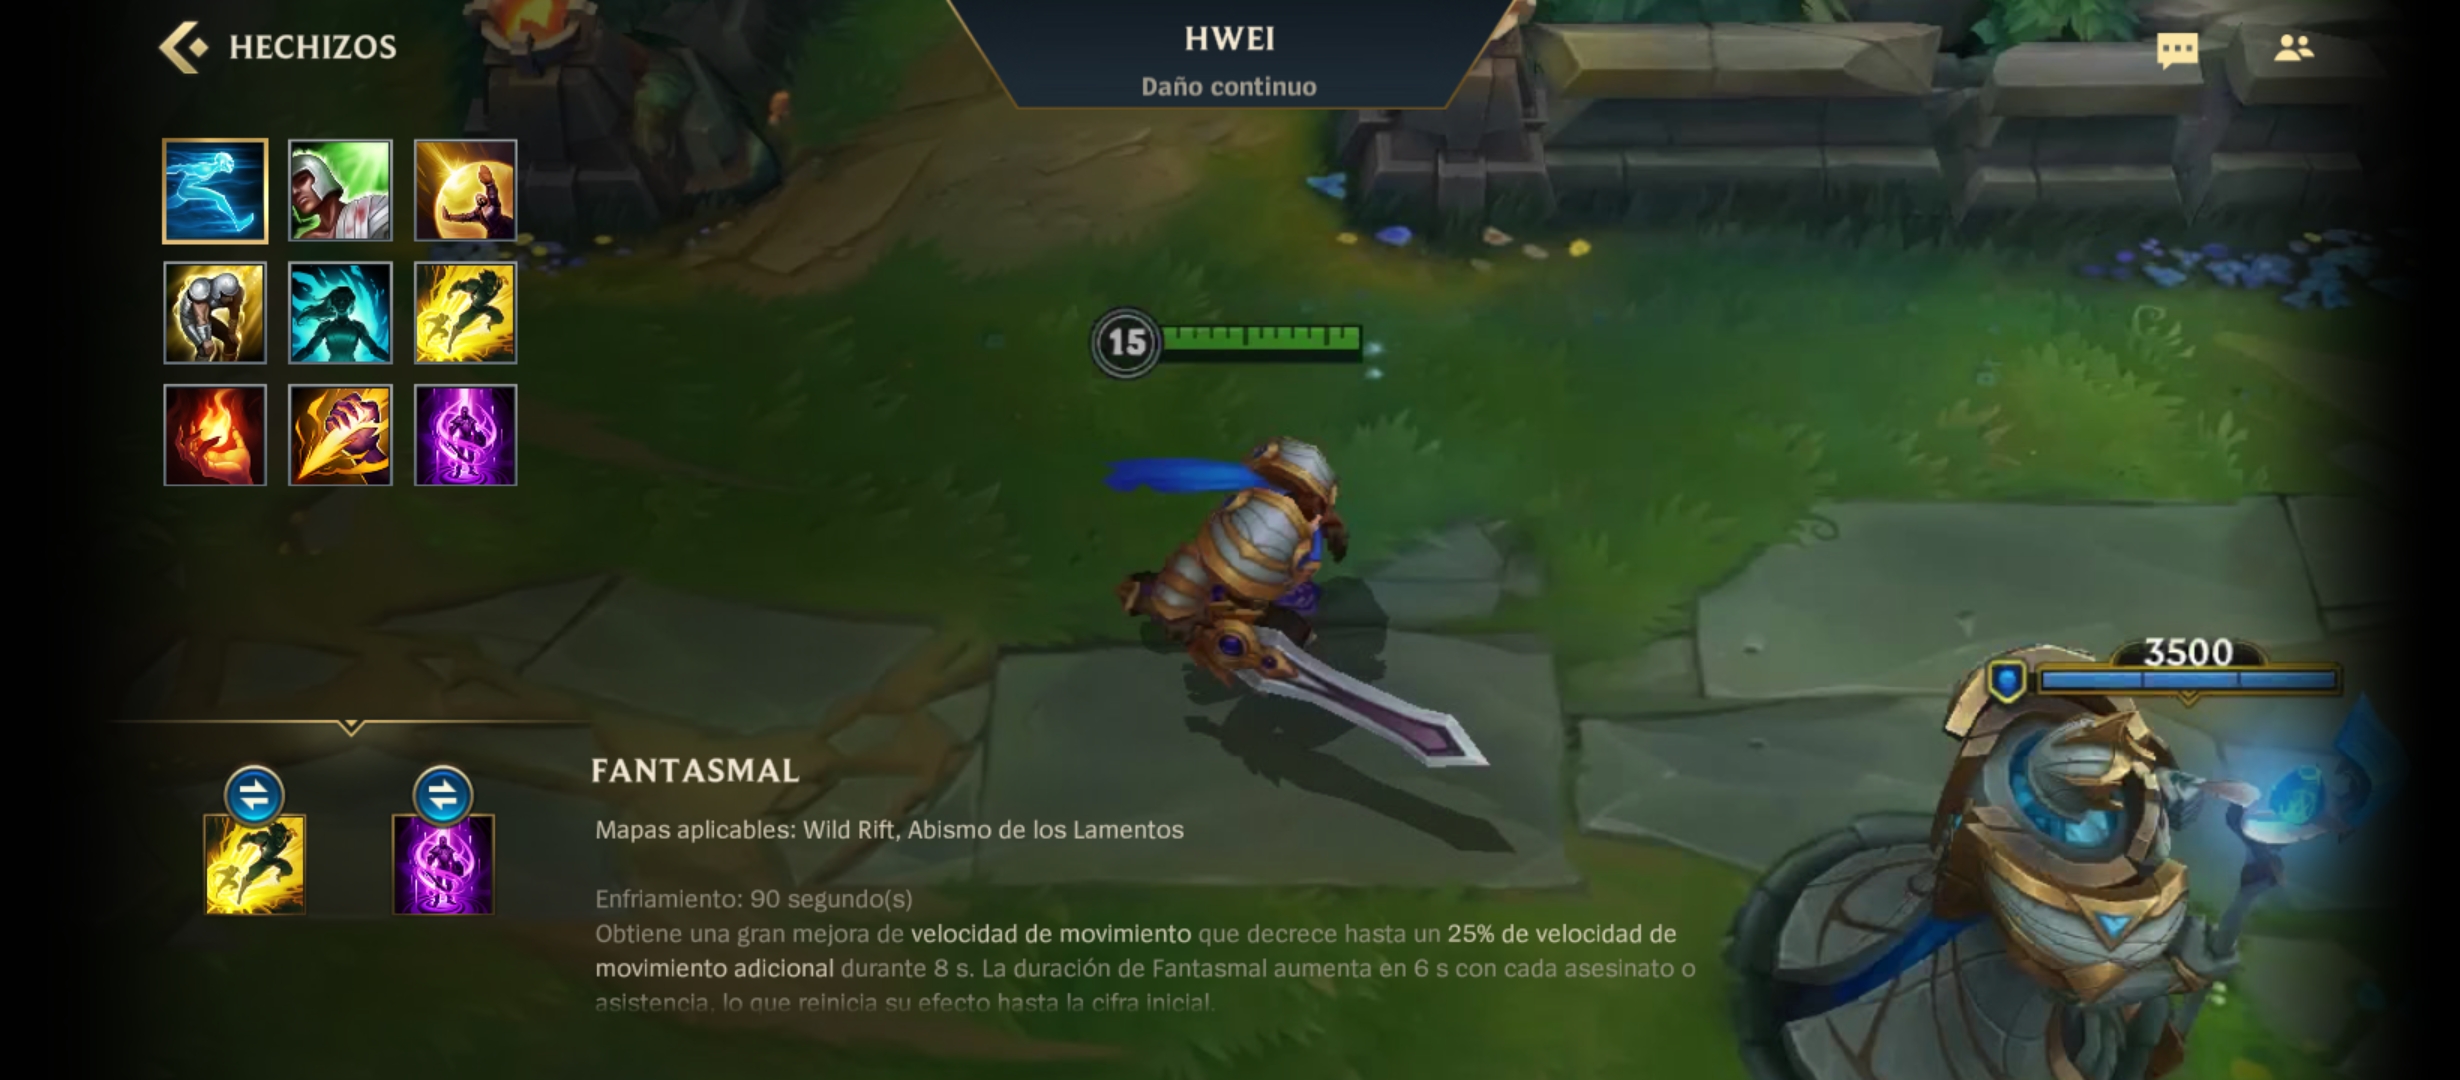 HECHIZOS
HWEI
Daño continuo
15
3500
FANTASMAL
Mapas aplicables: Wild Rift, Abismo de los Lamentos
Enfriamiento: 90 segundo(s)
Obtiene una gran mejora de velocidad de movimiento que decrece hasta un 25% de velocidad de
movimiento adicional durante 8 s. La duración de Fantasmal aumenta en 6 s con cada asesinato o
asistencia, lo que reinicia su efecto hasta la cifra inicial.